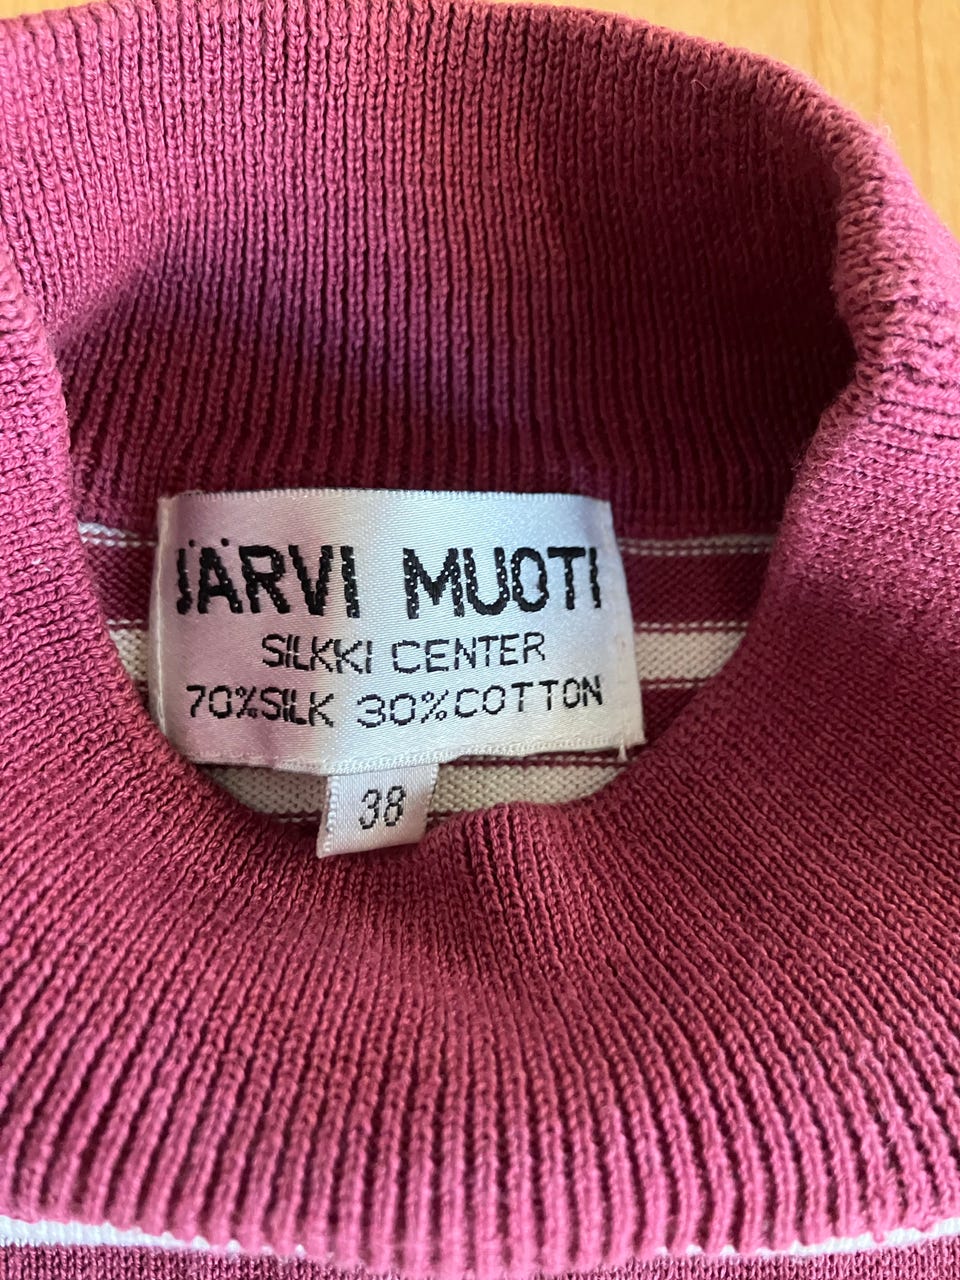 JÄRVI MUOTI
SILKKI CENTER
70%SILK 30%COTTON
38